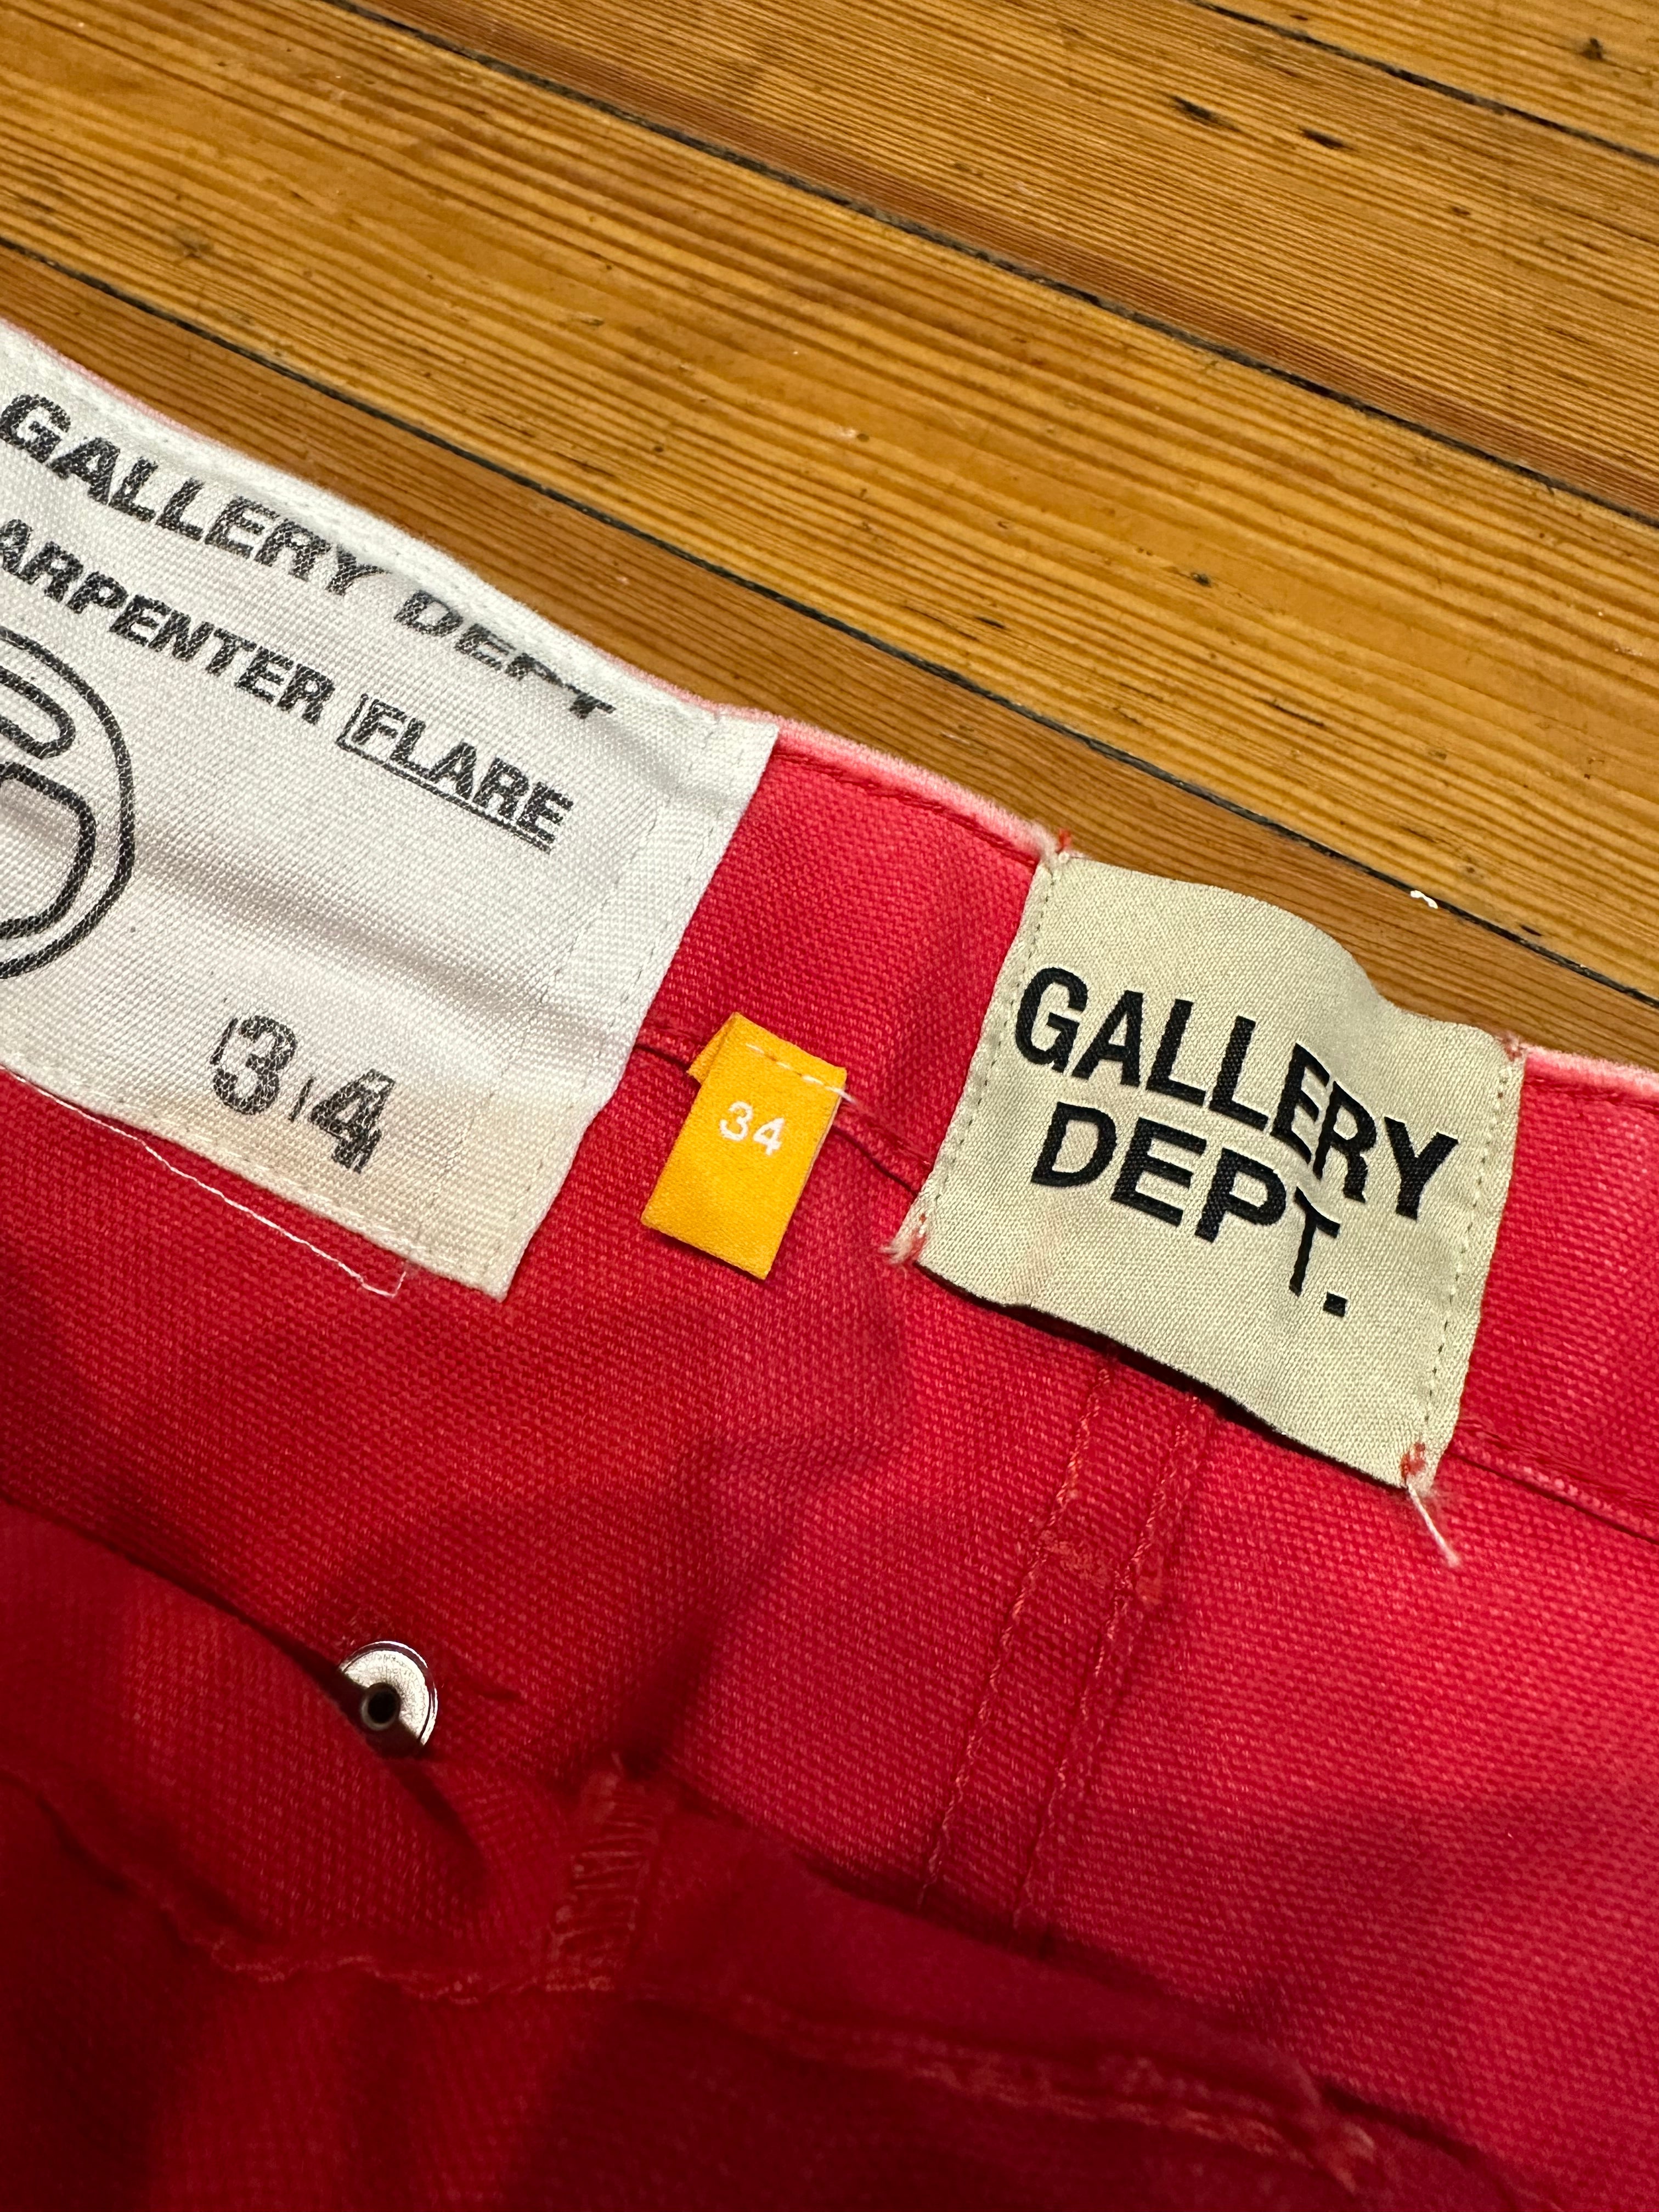 GALLERY DEPT
ARPENTER FLARE
34
34
GALLERY
DEPT.